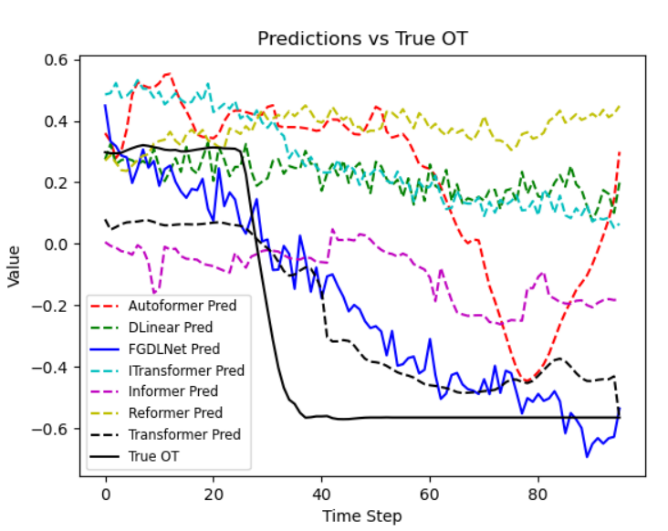 Predictions vs True OT
0.6
0.4
0.2
0.0
−0.2
−0.4
−0.6
Value
Autoformer Pred
DLinear Pred
FGDLNet Pred
ITransformer Pred
Informer Pred
Reformer Pred
Transformer Pred
True OT
0 20 40 60 80
Time Step